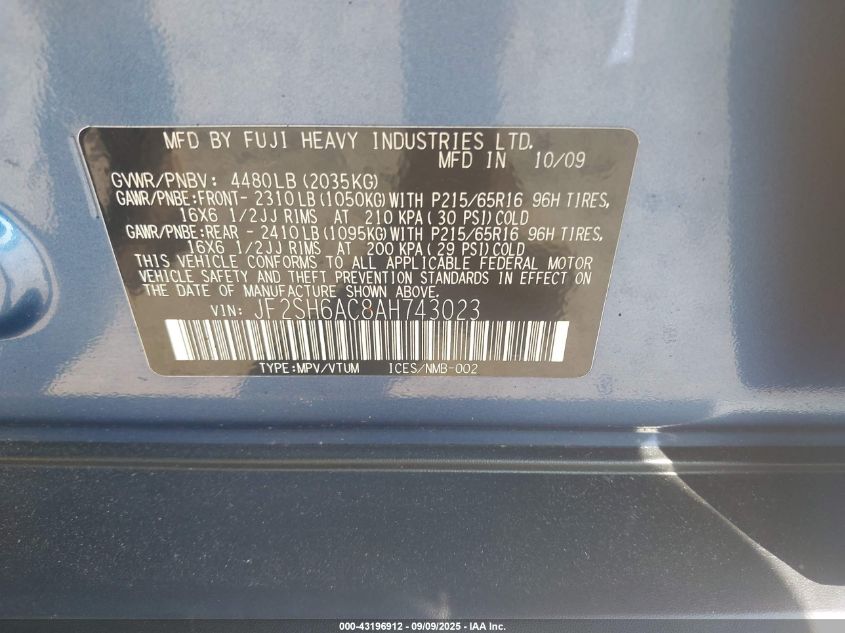 MFD BY FUJI HEAVY INDUSTRIES LTD.
MFD IN 10/09
GVWR/PNBV: 4480LB(2035KG)
GAWR/PNBE:FRONT- 2310LB(1050KG)WITH P215/65R16 96H TIRES,
16X6 1/2JJ RIMS AT 210 KPA(30 PSI)COLD
GAWR/PNBE:REAR - 2410LB(1095KG)WITH P215/65R16 96H TIRES,
16X6 1/2JJ RIMS AT 200 KPA(29 PSI)COLD
THIS VEHICLE CONFORMS TO ALL APPLICABLE FEDERAL MOTOR
VEHICLE SAFETY AND THEFT PREVENTION STANDARDS IN EFFECT ON
THE DATE OF MANUFACTURE SHOWN ABOVE.
VIN: JF2SH6AC8AH743023
TYPE:MPV/VTUM ICES/NMB-002
000-43196912 - 09/09/2025 - IAA Inc.